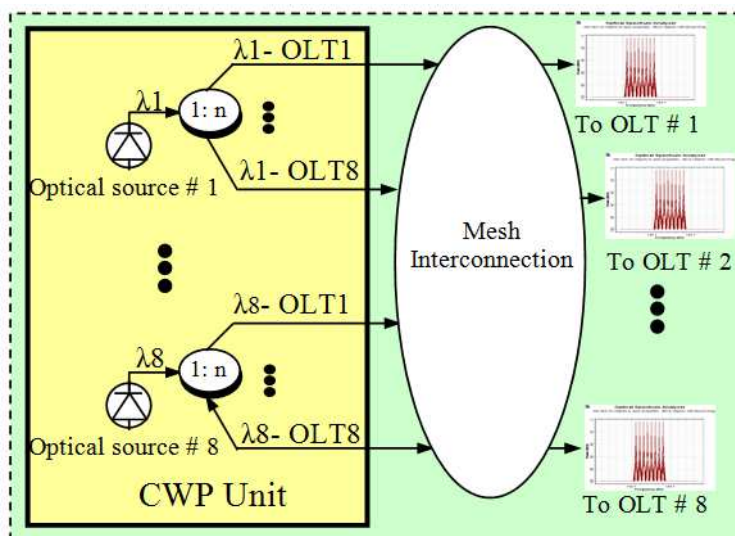 λ1- OLT1
λ1
1: n
Optical source # 1
λ1- OLT8
λ8- OLT1
λ8
1: n
Optical source # 8
λ8- OLT8
CWP Unit
Mesh
Interconnection
To OLT # 1
To OLT # 2
To OLT # 8